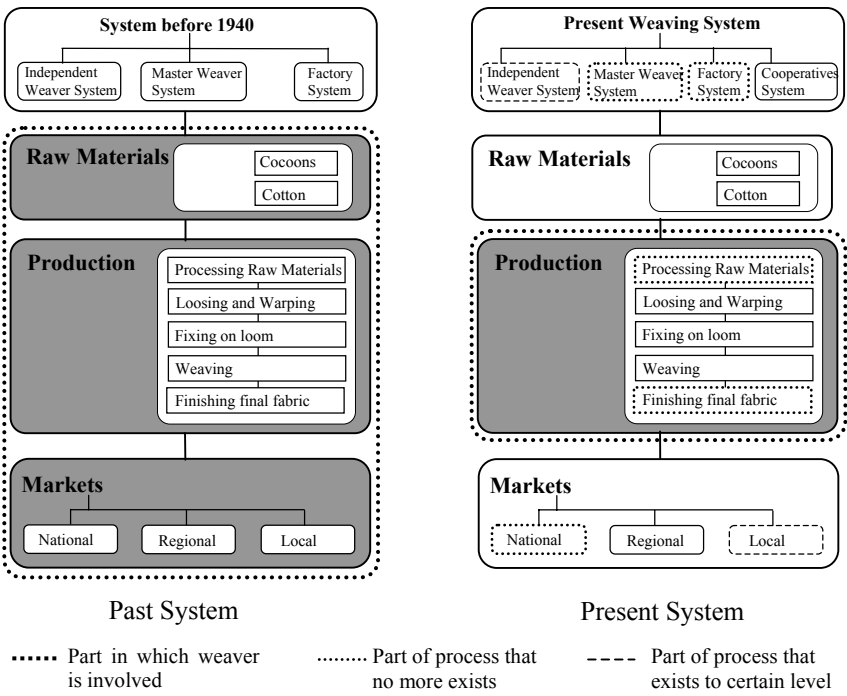 System before 1940
Independent
Weaver System
Master Weaver
System
Factory
System
Raw Materials
Cocoons
Cotton
Production
Processing Raw Materials
Loosing and Warping
Fixing on loom
Weaving
Finishing final fabric
Markets
National
Regional
Local
Past System
Present Weaving System
Independent
Weaver System
Master Weaver
System
Factory
System
Cooperatives
System
Raw Materials
Cocoons
Cotton
Production
Processing Raw Materials
Loosing and Warping
Fixing on loom
Weaving
Finishing final fabric
Markets
National
Regional
Local
Present System
Part in which weaver
is involved
Part of process that
no more exists
Part of process that
exists to certain level